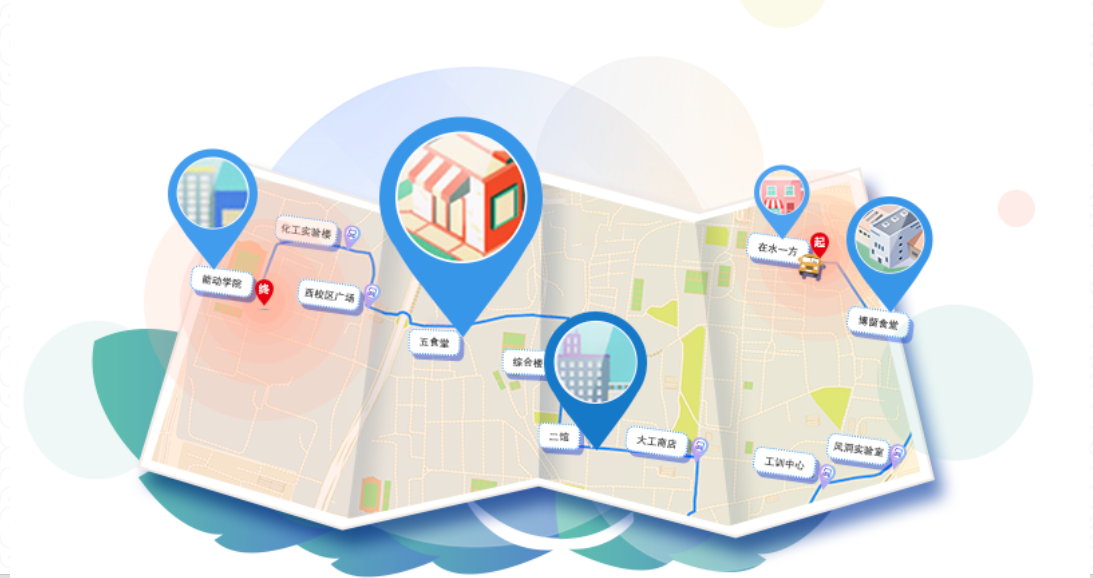 化工实验楼
能动学院
终
西校区广场
五食堂
综合楼
二馆
大工商店
在水一方
起
博留食堂
工训中心
风洞实验室